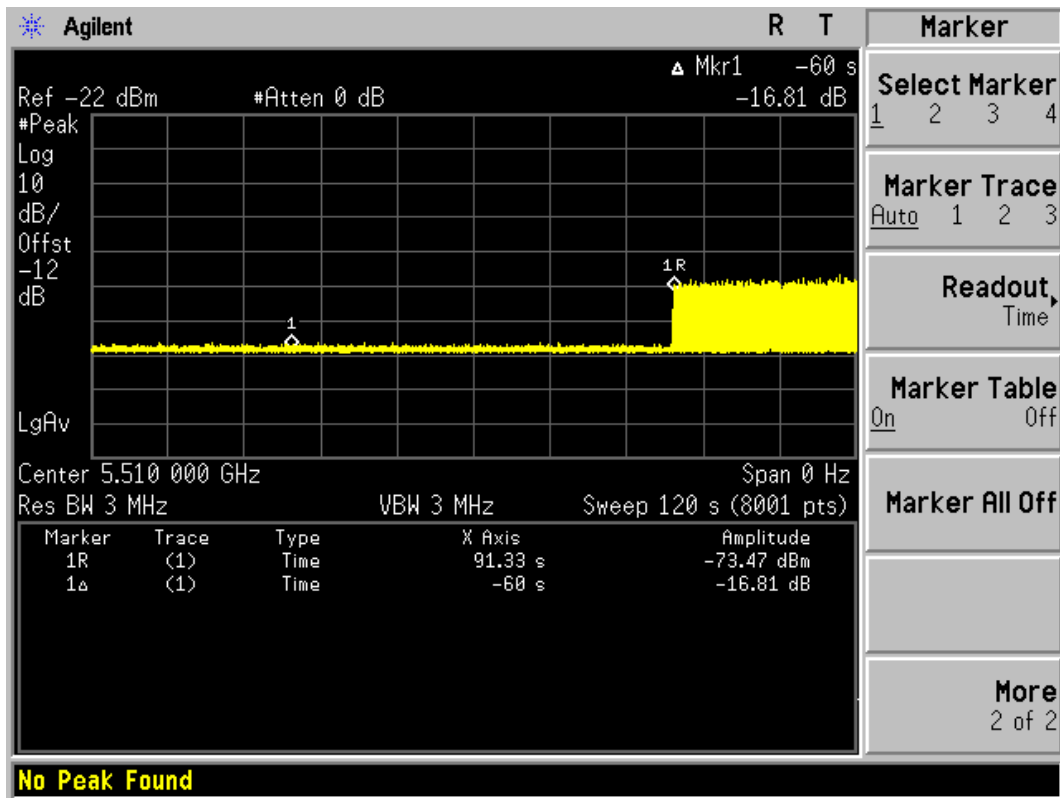 Agilent R T
Δ Mkr1 -60 s
Ref -22 dBm #Atten 0 dB -16.81 dB
#Peak
Log
10
dB/
Offst
-12
dB
1R
1
LgAv
Center 5.510 000 GHz Span 0 Hz
Res BW 3 MHz VBW 3 MHz Sweep 120 s (8001 pts)
Marker Trace Type X Axis Amplitude
1R (1) Time 91.33 s -73.47 dBm
1Δ (1) Time -60 s -16.81 dB
No Peak Found
Marker
Select Marker
1 2 3 4
Marker Trace
Auto 1 2 3
Readout
Time
Marker Table
On Off
Marker All Off
More
2 of 2